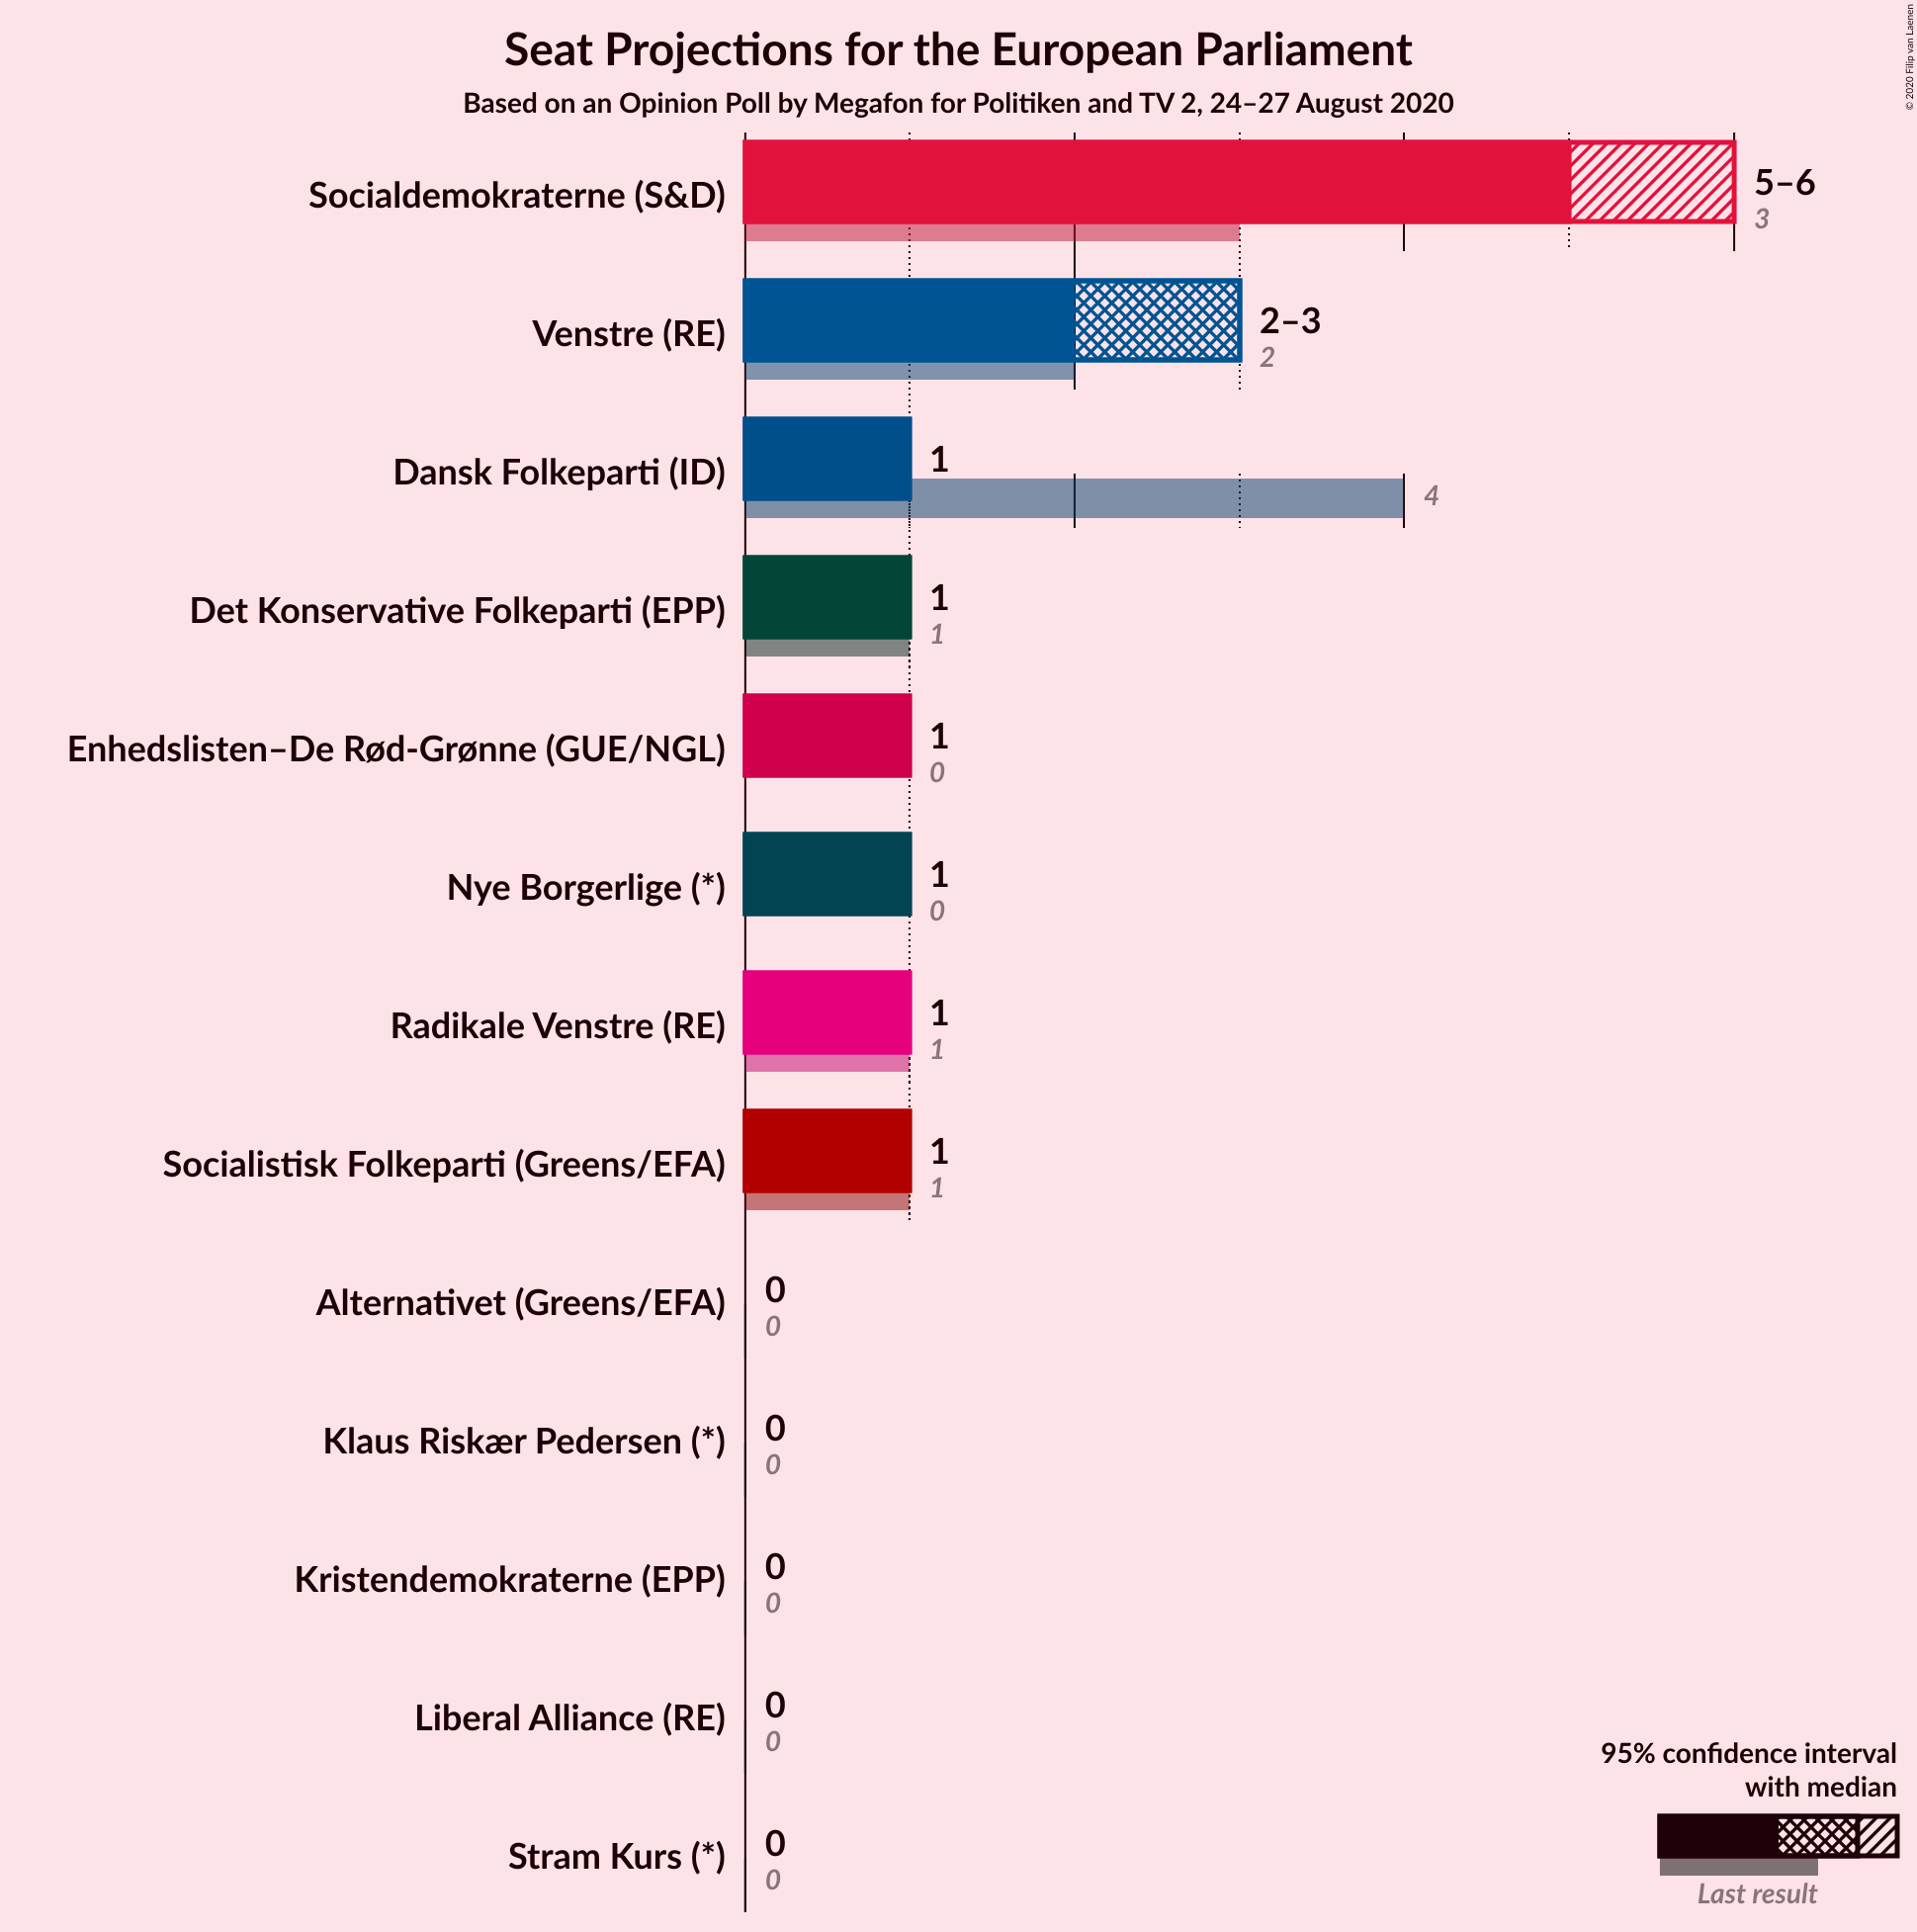 Seat Projections for the European Parliament
Based on an Opinion Poll by Megafon for Politiken and TV 2, 24–27 August 2020
© 2020 Filip van Laenen
Socialdemokraterne (S&D)
5–6
3
Venstre (RE)
2–3
2
Dansk Folkeparti (ID)
1
4
Det Konservative Folkeparti (EPP)
1
1
Enhedslisten–De Rød-Grønne (GUE/NGL)
1
0
Nye Borgerlige (*)
1
0
Radikale Venstre (RE)
1
1
Socialistisk Folkeparti (Greens/EFA)
1
1
Alternativet (Greens/EFA)
0
0
Klaus Riskær Pedersen (*)
0
0
Kristendemokraterne (EPP)
0
0
Liberal Alliance (RE)
0
0
Stram Kurs (*)
0
0
95% confidence interval
with median
Last result